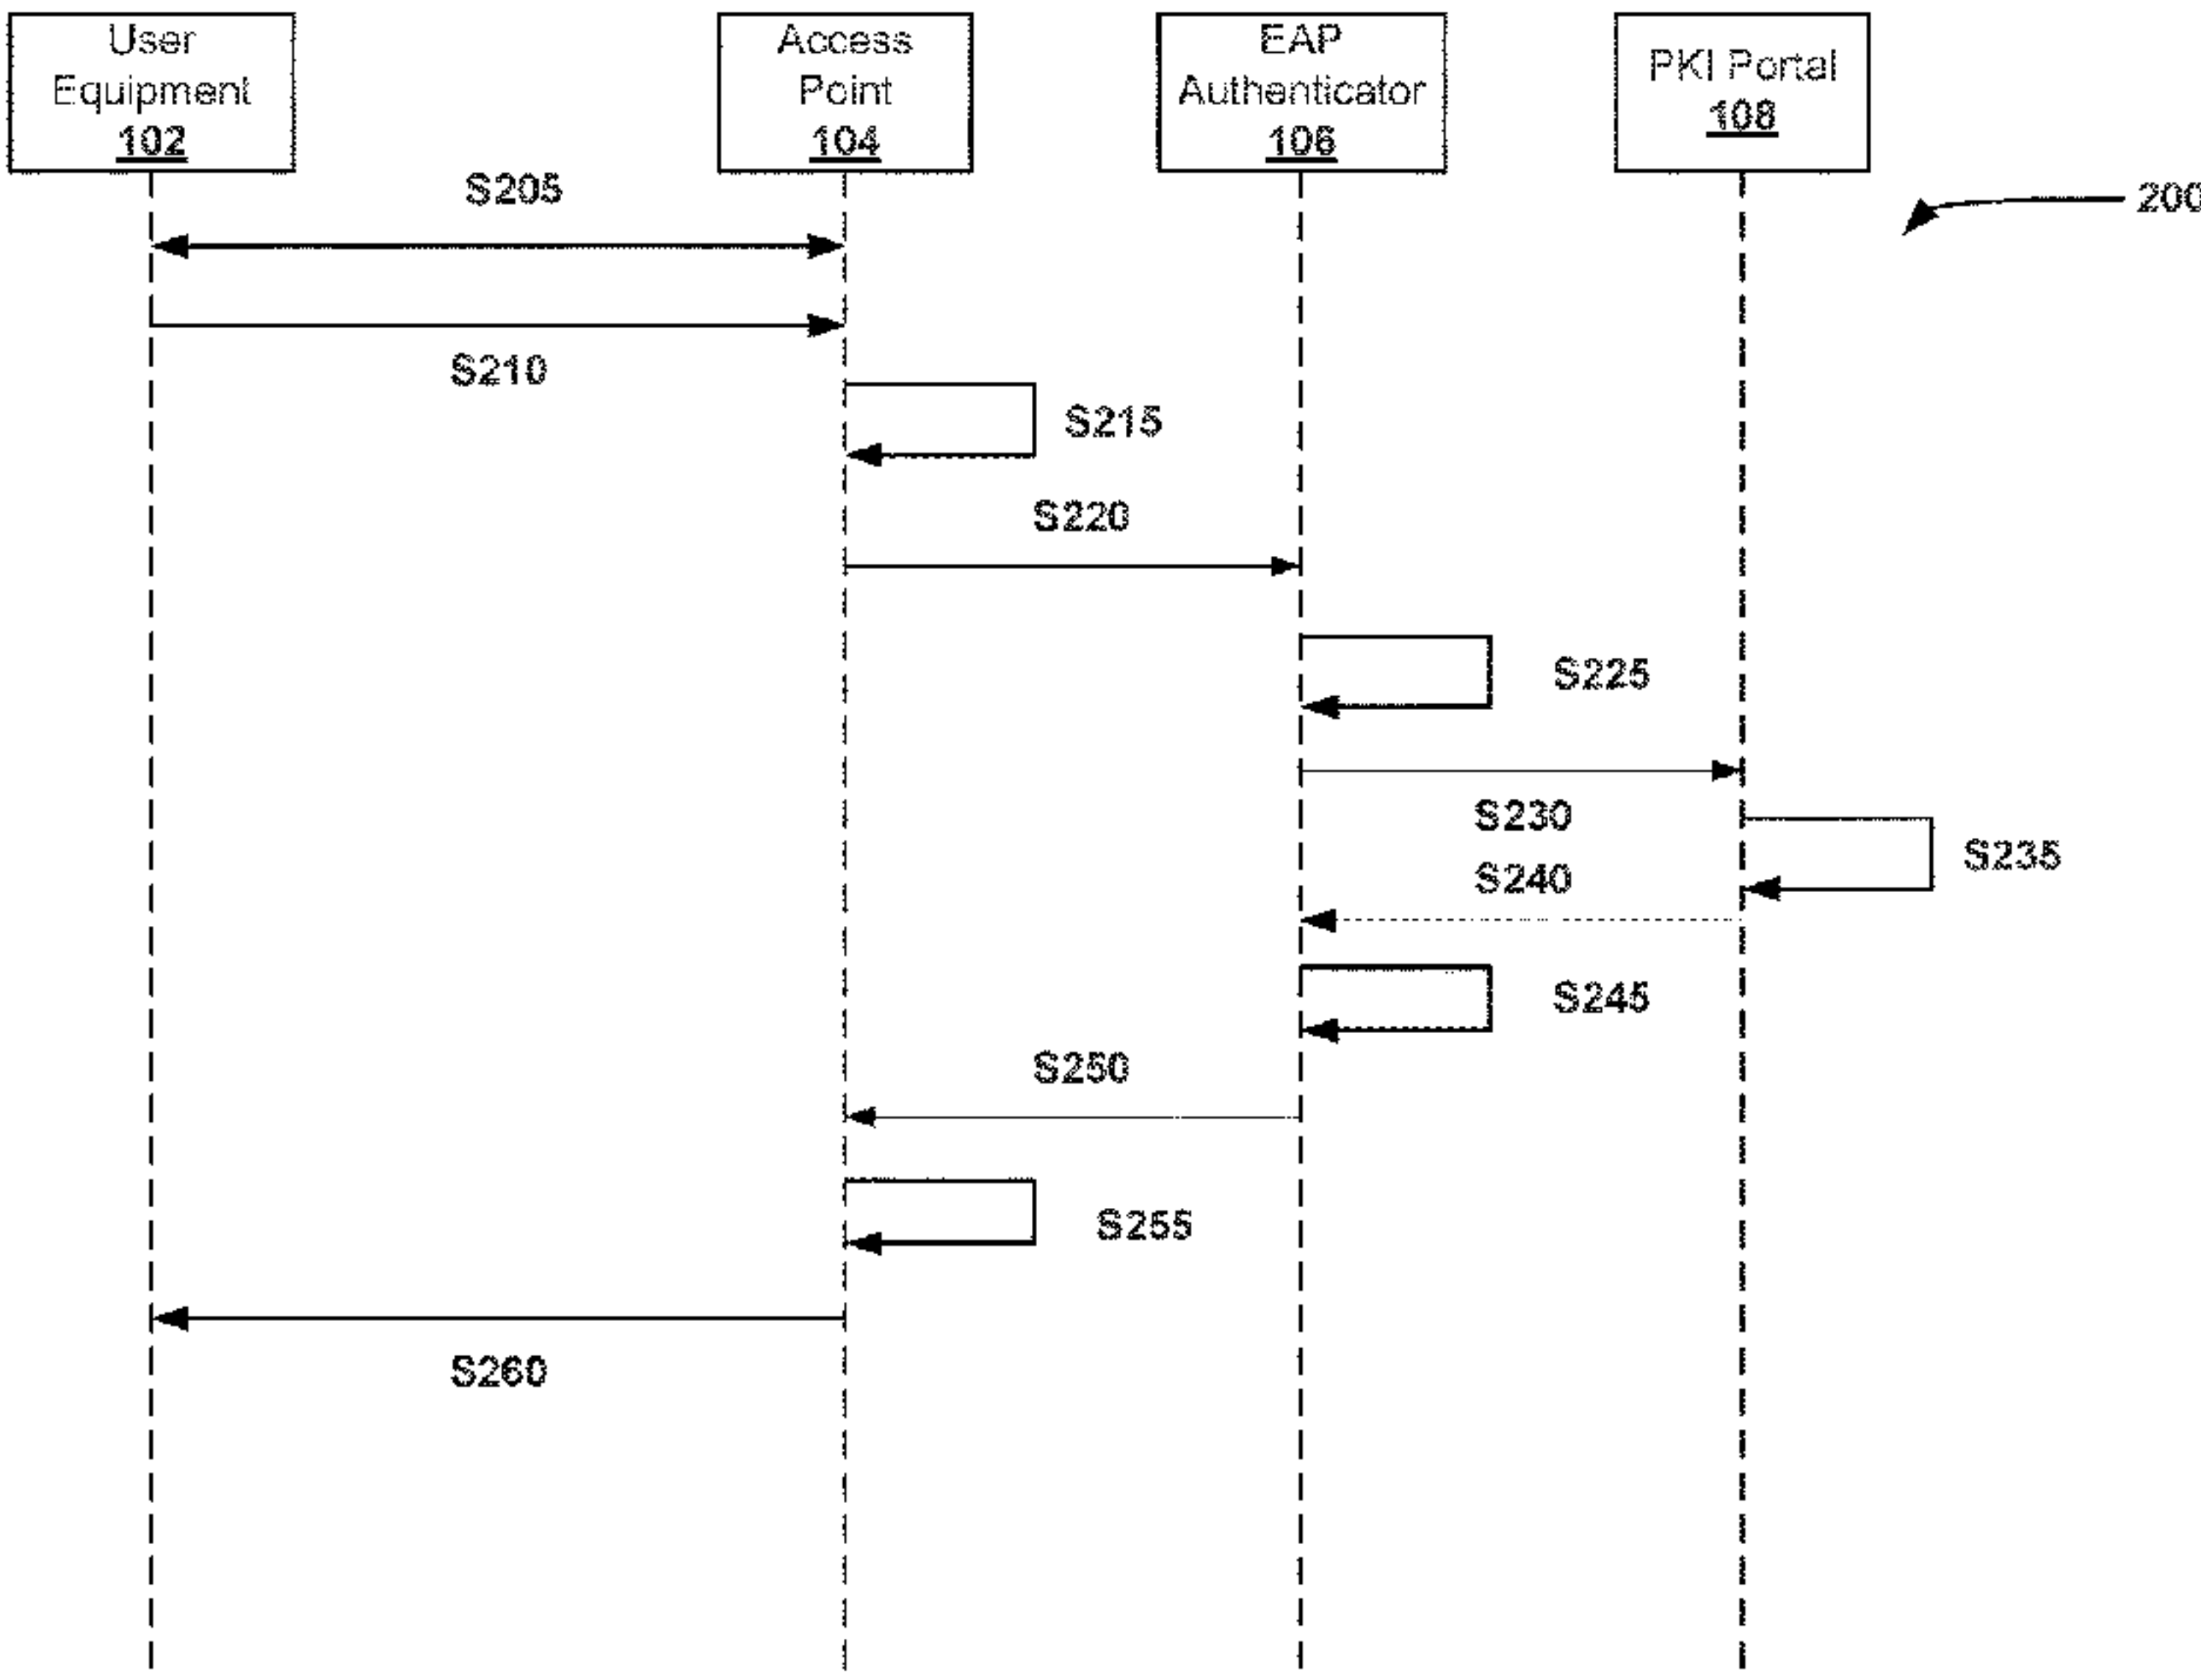 User
Equipment
102
Access
Point
104
EAP
Authenticator
106
PKI Portal
108
S205
200
S210
S215
S220
S225
S230
S235
S240
S245
S250
S255
S260